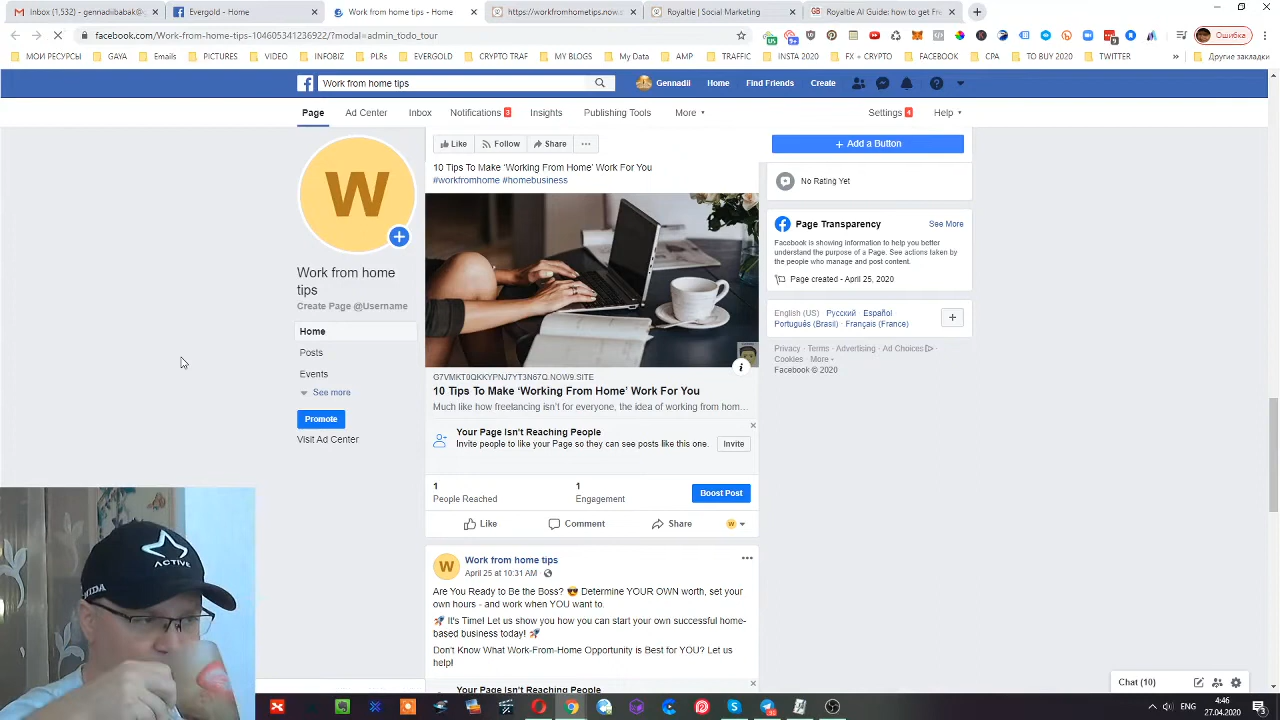 Inbox (1,532) - gennadiibabak@g
Evergold - Home
Work from home tips - Home
https://workfromhometips.now.s
Royaltie | Social Marketing
Royaltie AI Guide: how to get Fr
facebook.com/Work-from-home-tips-104605341236922/?modal=admin_todo_tour
Ошибка
МОИ РЕСУРСЫ
GAYA
Emails
PICTURES
VIDEO
INFOBIZ
PLRs
EVERGOLD
CRYPTO TRAF
MY BLOGS
My Data
AMP
TRAFFIC
INSTA 2020
FX + CRYPTO
FACEBOOK
CPA
TO BUY 2020
TWITTER
Другие закладки
Work from home tips
Gennadii
Home
Find Friends
Create
Page
Ad Center
Inbox
Notifications 3
Insights
Publishing Tools
More
Settings 4
Help
W
Work from home
tips
Create Page @Username
Home
Posts
Events
See more
Promote
Visit Ad Center
Like
Follow
Share
10 Tips To Make ‘Working From Home’ Work For You
#workfromhome #homebusiness
G7VMKT0QKKYPNJ7YT3N67Q.NOW9.SITE
10 Tips To Make ‘Working From Home’ Work For You
Much like how freelancing isn’t for everyone, the idea of working from hom…
Your Page Isn't Reaching People
Invite people to like your Page so they can see posts like this one.
Invite
1
People Reached
1
Engagement
Boost Post
Like
Comment
Share
W
W
Work from home tips
April 25 at 10:31 AM
Are You Ready to Be the Boss? 😎 Determine YOUR OWN worth, set your
own hours - and work when YOU want to.
🚀 It's Time! Let us show you how you can start your own successful home-
based business today! 🚀
Don't Know What Work-From-Home Opportunity is Best for YOU? Let us
help!
Your Page Isn't Reaching People
+ Add a Button
No Rating Yet
Page Transparency
See More
Facebook is showing information to help you better
understand the purpose of a Page. See actions taken
by the people who manage and post content.
Page created - April 25, 2020
English (US) · Русский · Español
Português (Brasil) · Français (France)
Privacy · Terms · Advertising · Ad Choices ·
Cookies · More
Facebook © 2020
ACTIVE
Chat (10)
ENG
4:46
27.04.2020